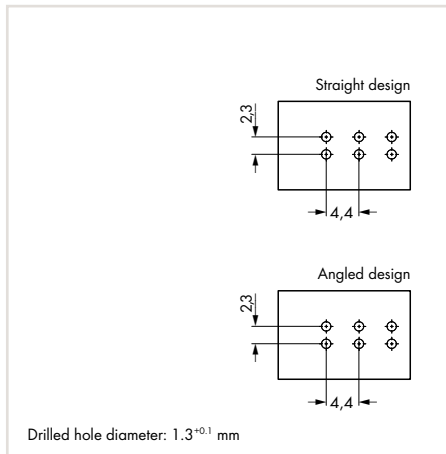 Straight design
2,3
4,4
Angled design
2,3
4,4
Drilled hole diameter: 1.3+0.1 mm